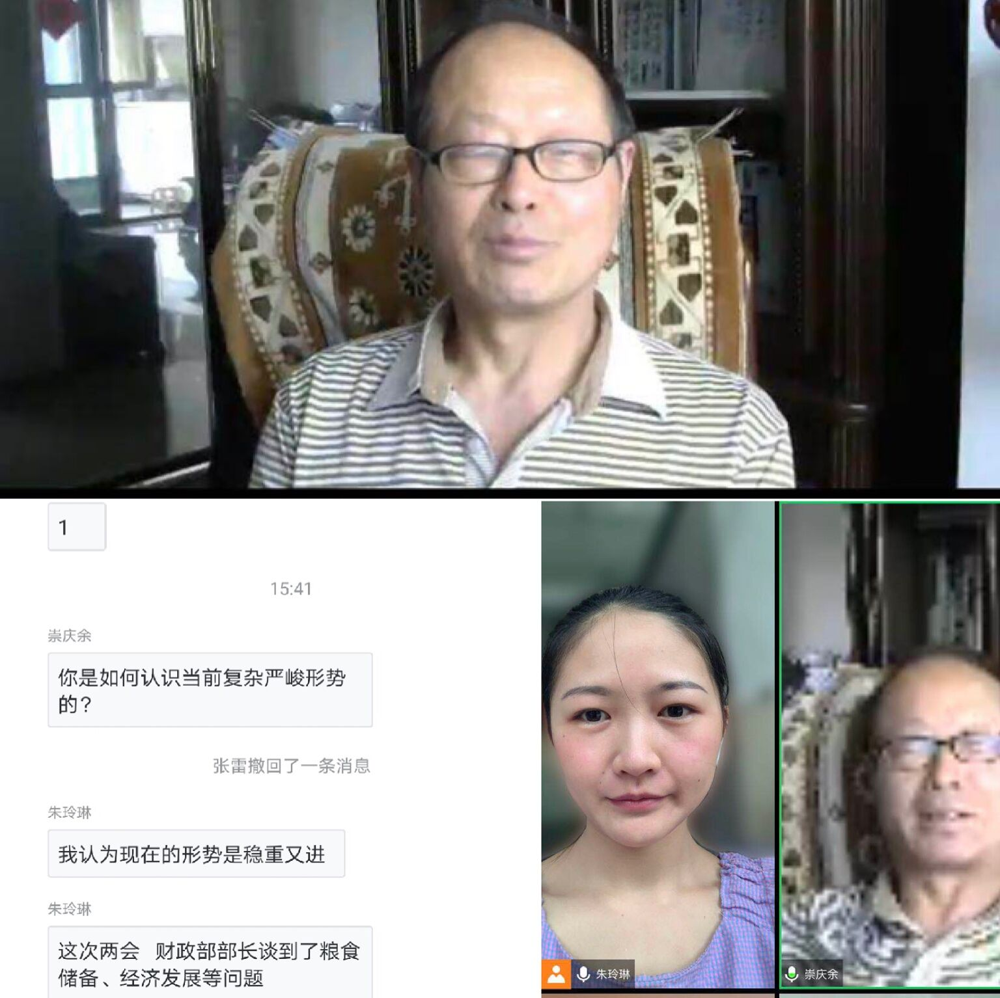 1
15:41
崇庆余
你是如何认识当前复杂严峻形势
的？
张雷撤回了一条消息
朱玲琳
我认为现在的形势是稳重又进
朱玲琳
这次两会 财政部部长谈到了粮食
储备、经济发展等问题
朱玲琳
崇庆余